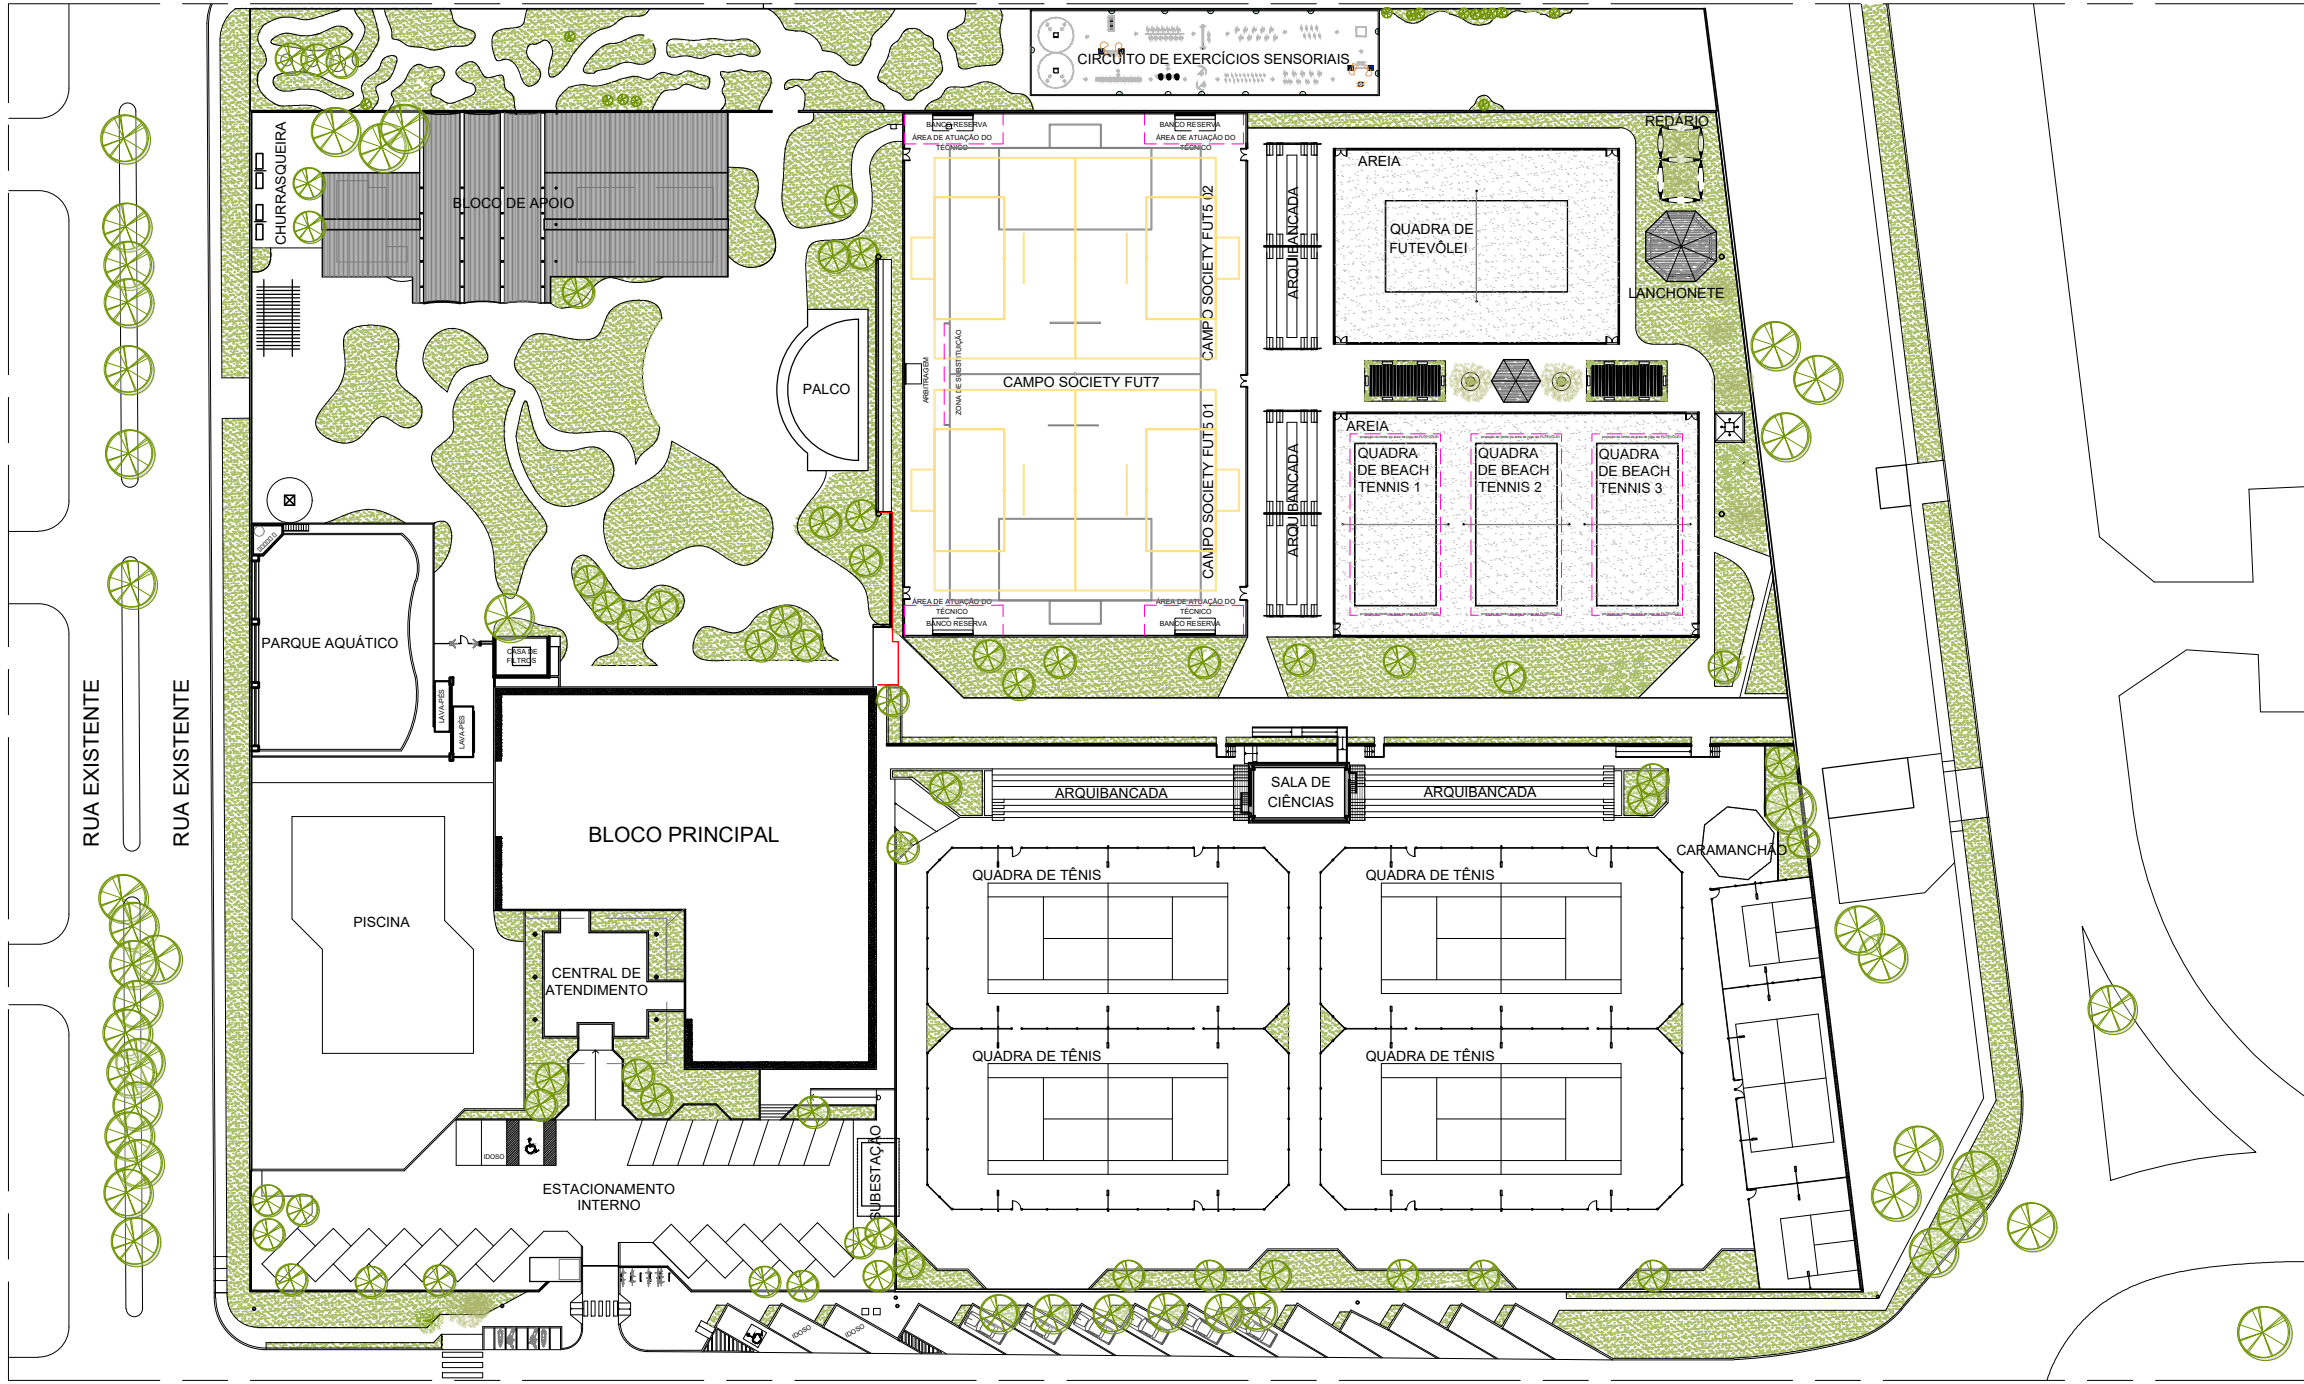 CIRCUITO DE EXERCÍCIOS SENSORIAIS
CHURRASQUEIRA
BLOCO DE APOIO
BANCO RESERVA
ÁREA DE ATUAÇÃO DO
TÉCNICO
BANCO RESERVA
ÁREA DE ATUAÇÃO DO
TÉCNICO
CAMPO SOCIETY FUT5 02
ARQUIBANCADA
AREIA
QUADRA DE
FUTEVÔLEI
REDÁRIO
LANCHONETE
PALCO
ARBITRAGEM
ZONA DE SUBSTITUIÇÃO
CAMPO SOCIETY FUT7
CAMPO SOCIETY FUT5 01
ARQUIBANCADA
AREIA
QUADRA
DE BEACH
TENNIS 1
QUADRA
DE BEACH
TENNIS 2
QUADRA
DE BEACH
TENNIS 3
ÁREA DE ATUAÇÃO DO
TÉCNICO
BANCO RESERVA
ÁREA DE ATUAÇÃO DO
TÉCNICO
BANCO RESERVA
PARQUE AQUÁTICO
CASA DE
FILTROS
LAVA-PÉS
LAVA-PÉS
RUA EXISTENTE
RUA EXISTENTE
BLOCO PRINCIPAL
ARQUIBANCADA
SALA DE
CIÊNCIAS
ARQUIBANCADA
CARAMANCHÃO
PISCINA
CENTRAL DE
ATENDIMENTO
QUADRA DE TÊNIS
QUADRA DE TÊNIS
QUADRA DE TÊNIS
QUADRA DE TÊNIS
IDOSO
SUBESTAÇÃO
ESTACIONAMENTO
INTERNO
IDOSO
IDOSO